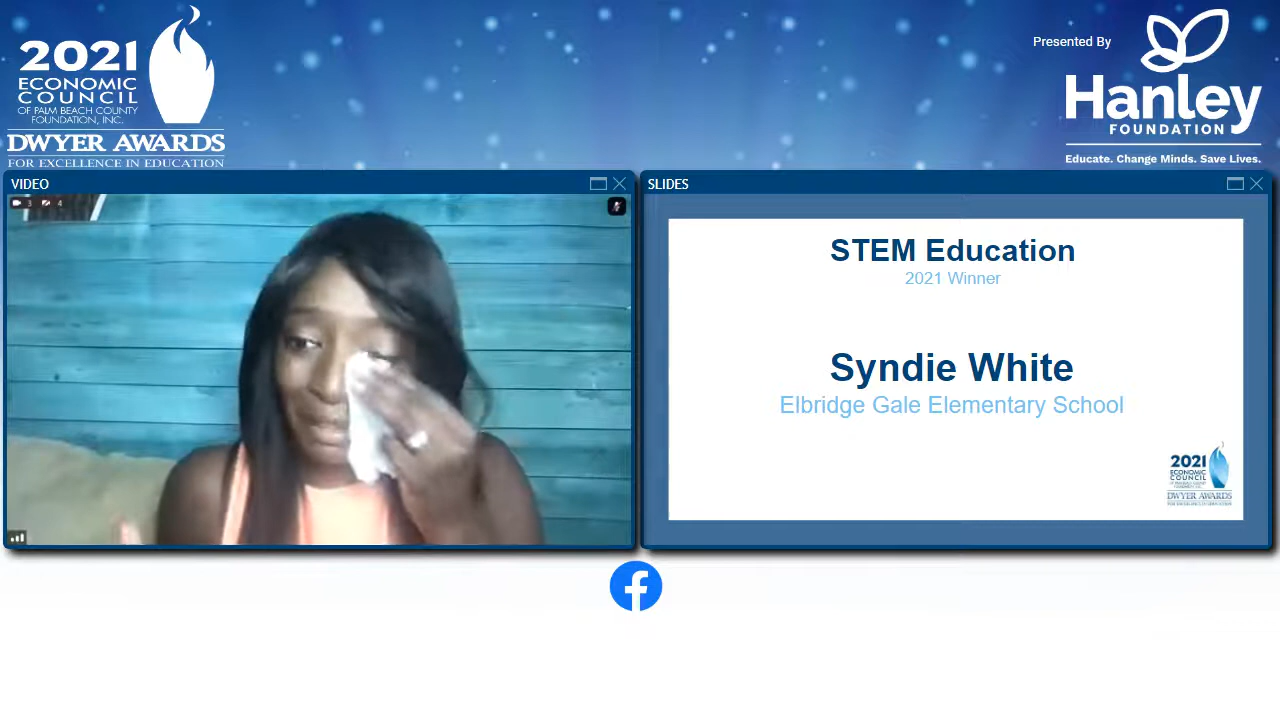 2021
ECONOMIC
COUNCIL
OF PALM BEACH COUNTY
FOUNDATION, INC.
DWYER AWARDS
FOR EXCELLENCE IN EDUCATION
Presented By
Hanley
FOUNDATION
Educate. Change Minds. Save Lives.
VIDEO
3 4
SLIDES
STEM Education
2021 Winner
Syndie White
Elbridge Gale Elementary School
2021
ECONOMIC
COUNCIL
DWYER AWARDS